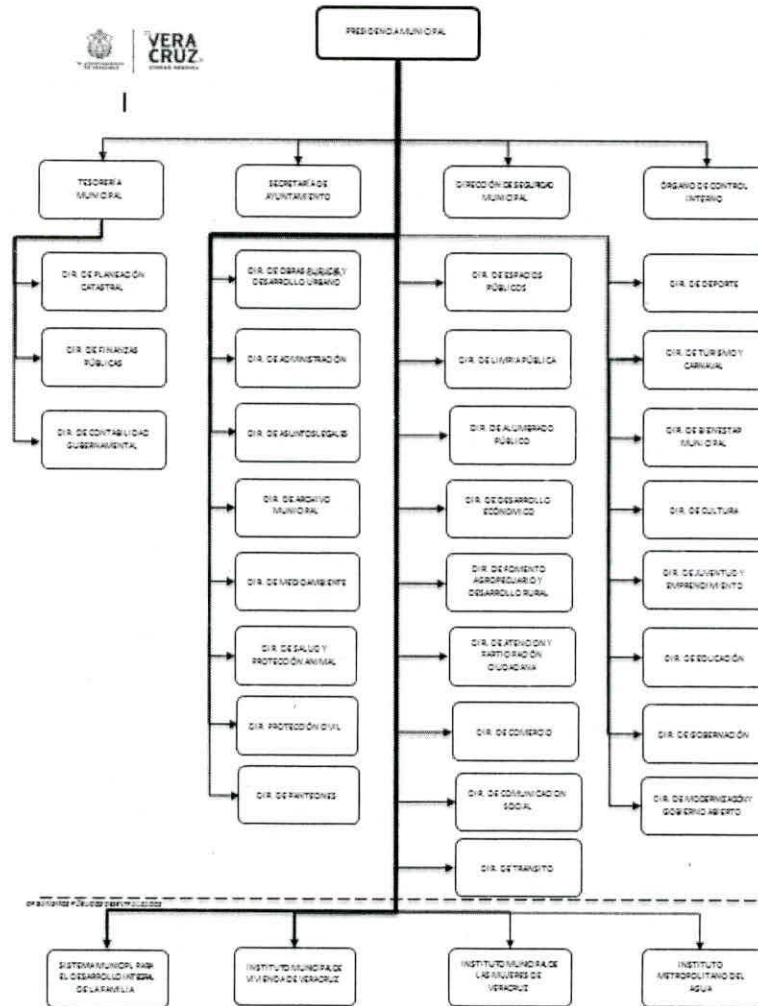 PRESIDENCIA MUNICIPAL
VERA
CRUZ
TESORERÍA
MUNICIPAL
SECRETARÍA DE
AYUNTAMIENTO
DIRECCIÓN DE SEGURIDAD
MUNICIPAL
ÓRGANO DE CONTROL
INTERNO
DIR. DE PLANEACIÓN
CATASTRAL
DIR. DE FINANZAS
PÚBLICAS
DIR. DE CONTABILIDAD
GUBERNAMENTAL
DIR. DE OBRAS PUBLICAS Y
DESARROLLO URBANO
DIR. DE ADMINISTRACIÓN
DIR. DE ASUNTOS LEGALES
DIR. DE ARCHIVO
MUNICIPAL
DIR. DE MEDIO AMBIENTE
DIR. DE SALUD Y
PROTECCIÓN ANIMAL
DIR. PROTECCIÓN CIVIL
DIR. DE PANTEONES
DIR. DE ESPACIOS
PÚBLICOS
DIR. DE LIMPIA PÚBLICA
DIR. DE ALUMBRADO
PÚBLICO
DIR. DE DESARROLLO
ECONÓMICO
DIR. DE FOMENTO
AGROPECUARIO Y
DESARROLLO RURAL
DIR. DE ATENCION Y
PARTICIPACIÓN
CIUDADANA
DIR. DE COMERCIO
DIR. DE COMUNICACION
SOCIAL
DIR. DE TRANSITO
DIR. DE DEPORTE
DIR. DE TURISMO Y
CARNAVAL
DIR. DE BIENESTAR
MUNICIPAL
DIR. DE CULTURA
DIR. DE JUVENTUD Y
EMPRENDIMIENTO
DIR. DE EDUCACIÓN
DIR. DE GOBERNACIÓN
DIR. DE MODERNIZACIÓN Y
GOBIERNO ABIERTO
SISTEMA MUNICIPL PARA
EL DESARROLLO INTEGRAL
DE LA FAMILIA
INSTITUTO MUNICIPAL DE
VIVIENDA DE VERACRUZ
INSTITUTO MUNICIPAL DE
LAS MUJERES DE
VERACRUZ
INSTITUTO
METROPOLITANO DEL
AGUA